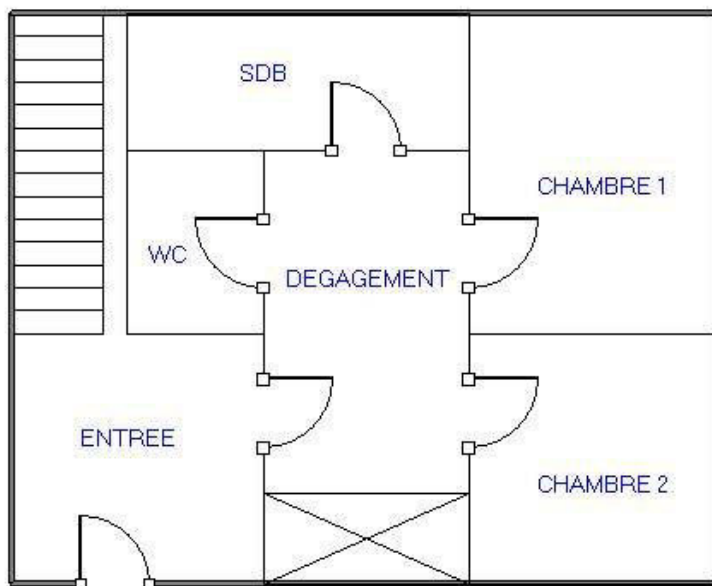 SDB
CHAMBRE 1
WC
DEGAGEMENT
ENTREE
CHAMBRE 2